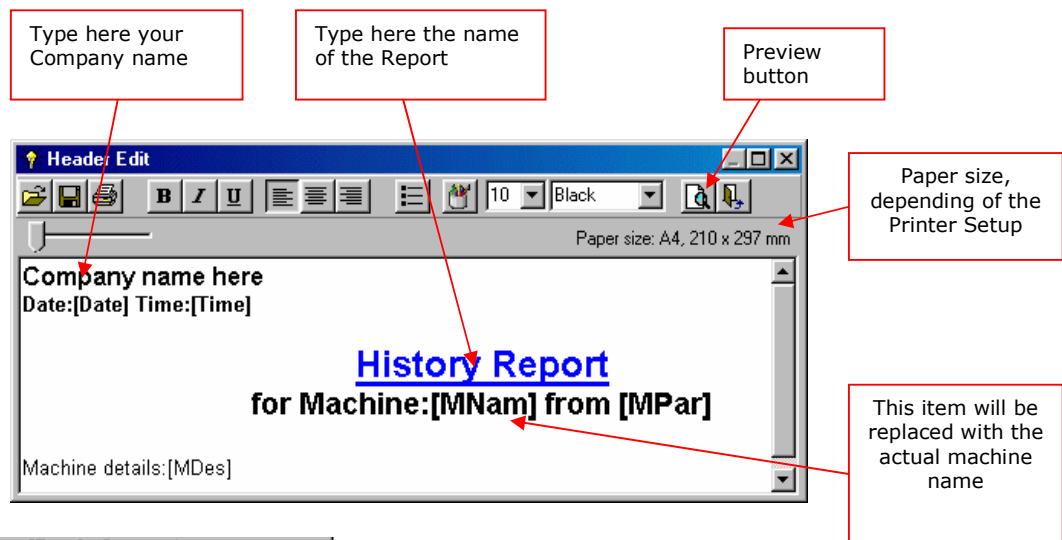 Type here your
Company name
Type here the name
of the Report
Preview
button
Header Edit
B I U 10 Black
Paper size: A4, 210 x 297 mm
Paper size,
depending of the
Printer Setup
Company name here
Date:[Date] Time:[Time]
History Report
for Machine:[MNam] from [MPar]
Machine details:[MDes]
This item will be
replaced with the
actual machine
name